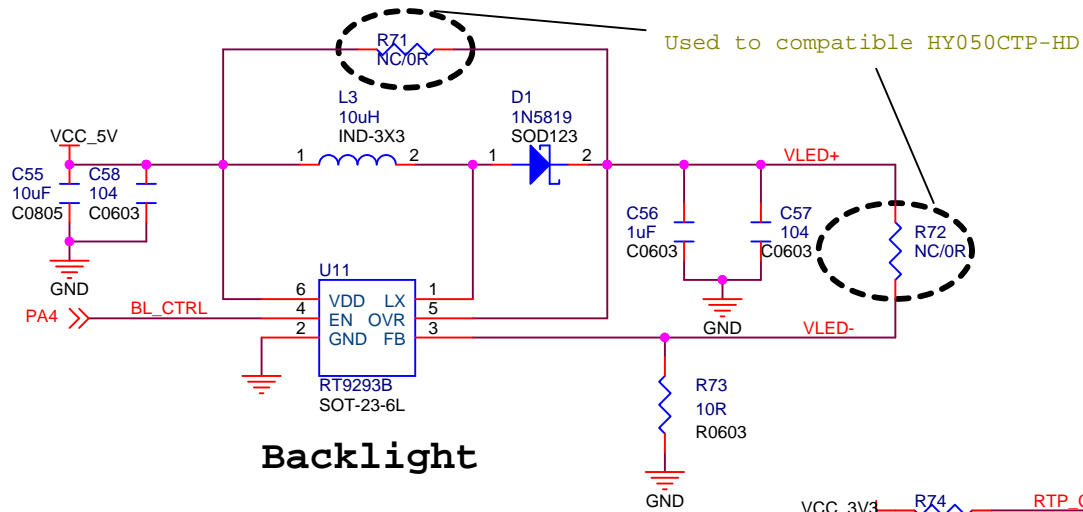 R71
NC/0R
Used to compatible HY050CTP-HD
L3
10uH
IND-3X3
D1
1N5819
SOD123
VCC_5V
1
2
1
2
VLED+
C55
10uF
C0805
C58
104
C0603
C56
1uF
C0603
C57
104
C0603
R72
NC/0R
GND
U11
6 VDD LX 1
PA4 BL_CTRL 4 EN OVR 5
2 GND FB 3
GND
VLED-
RT9293B
SOT-23-6L
R73
10R
R0603
Backlight
GND
VCC_3V3
R74
RTP_